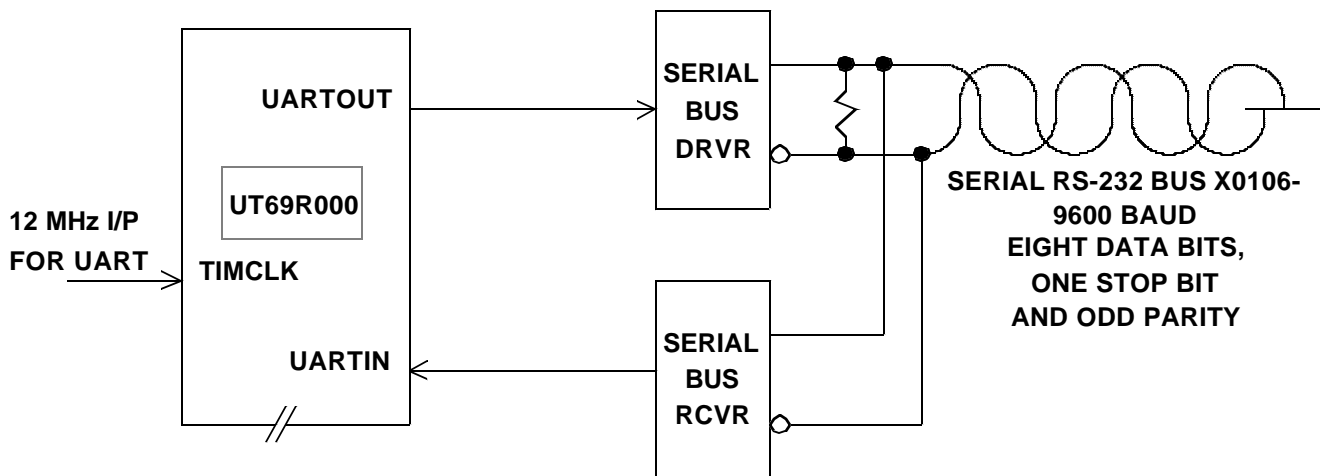 UARTOUT
UT69R000
12 MHz I/P
FOR UART
TIMCLK
UARTIN
SERIAL
BUS
DRVR
SERIAL
BUS
RCVR
SERIAL RS-232 BUS X0106-
9600 BAUD
EIGHT DATA BITS,
ONE STOP BIT
AND ODD PARITY